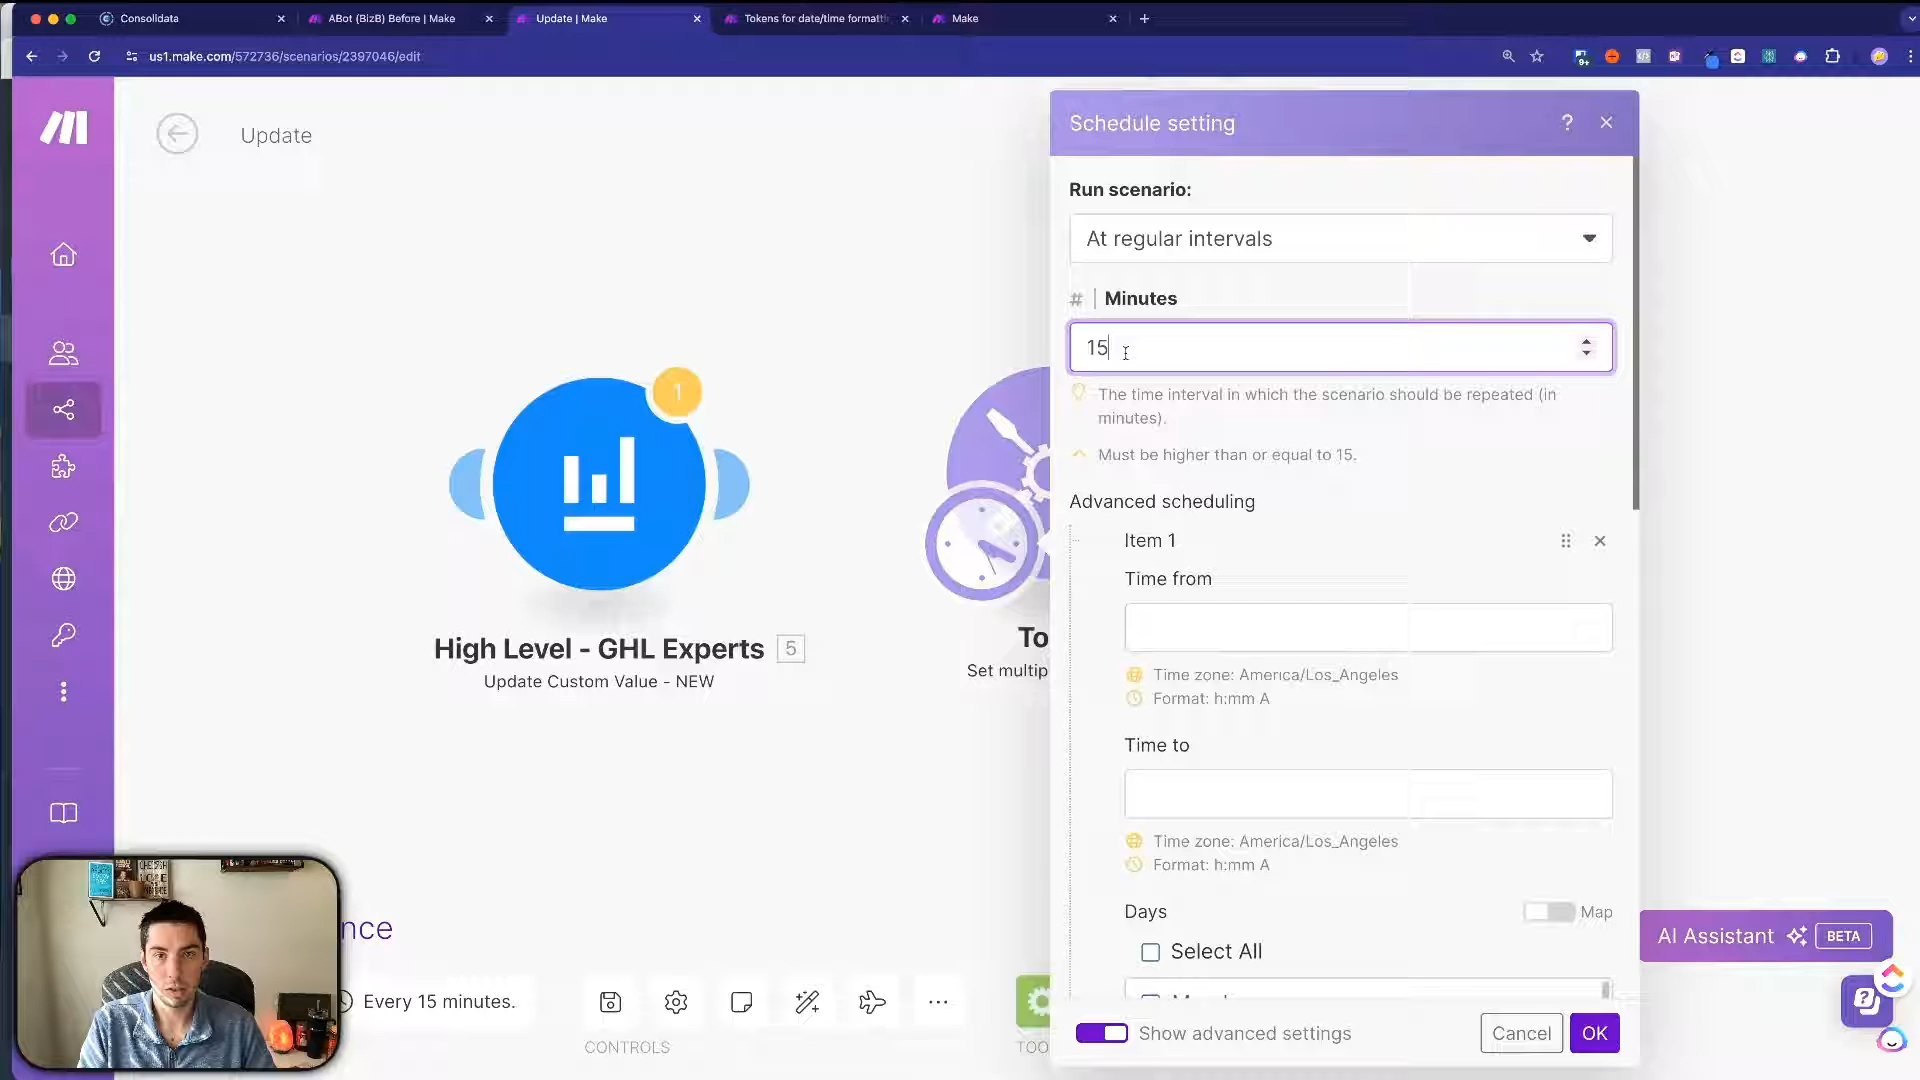 Consolidata
ABot (BizB) Before | Make
Update | Make
Tokens for date/time formatti
Make
us1.make.com/572736/scenarios/2397046/edit
9+
Update
Schedule setting
?
Run scenario:
At regular intervals
# Minutes
15
The time interval in which the scenario should be repeated (in
minutes).
Must be higher than or equal to 15.
Advanced scheduling
Item 1
Time from
Time zone: America/Los_Angeles
Format: h:mm A
Time to
Time zone: America/Los_Angeles
Format: h:mm A
Days
Map
Select All
Show advanced settings
Cancel
OK
1
High Level - GHL Experts 5
Update Custom Value - NEW
To
Set multip
nce
Every 15 minutes.
CONTROLS
TOO
AI Assistant
BETA